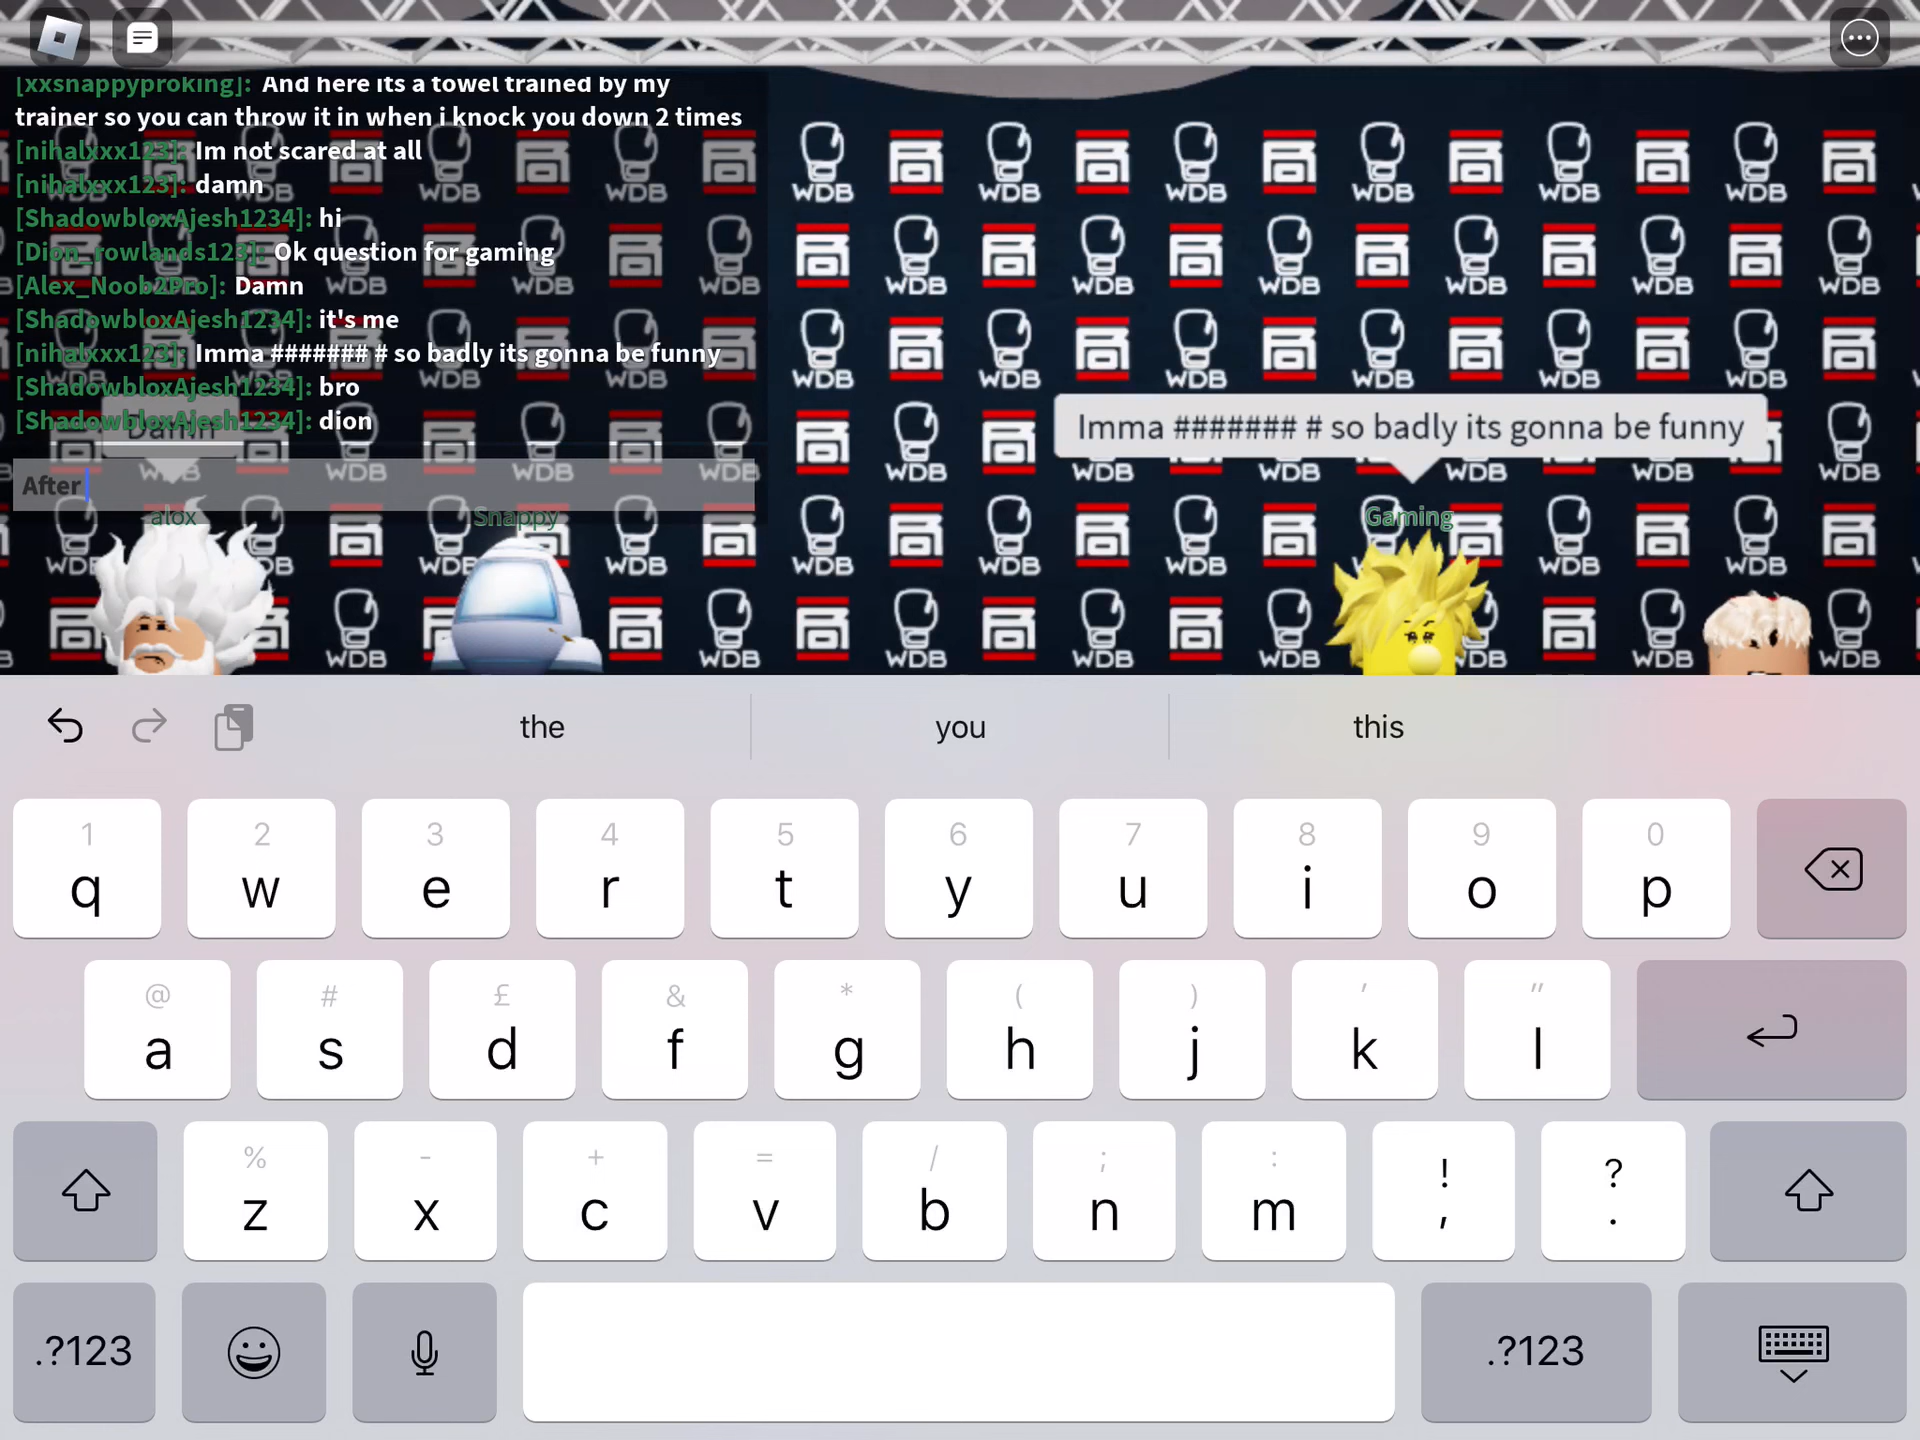 [xxsnappyproking]: And here its a towel trained by my
trainer so you can throw it in when i knock you down 2 times
[nihalxxx123]: Im not scared at all
[nihalxxx123]: damn
[ShadowbloxAjesh1234]: hi
[Dion_rowlands123]: Ok question for gaming
[Alex_Noob2Pro]: Damn
[ShadowbloxAjesh1234]: it's me
[nihalxxx123]: Imma ####### # so badly its gonna be funny
[ShadowbloxAjesh1234]: bro
[ShadowbloxAjesh1234]: dion
Damn
Imma ####### # so badly its gonna be funny
After
alox
Snappy
Gaming
WDB
the
you
this
1 2 3 4 5 6 7 8 9 0
q w e r t y u i o p
@ # £ & * ( ) ' "
a s d f g h j k l
% - + = / ; : ! ?
z x c v b n m , .
.?123
.?123